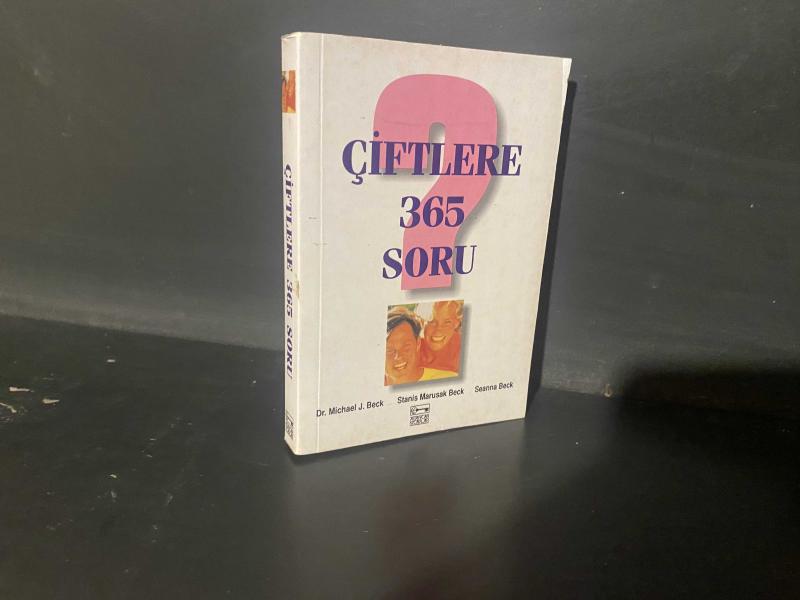 ÇİFTLERE
365
SORU
Dr. Michael J. Beck Stanis Marusak Beck Seanna Beck
ÇİFTLERE 365 SORU